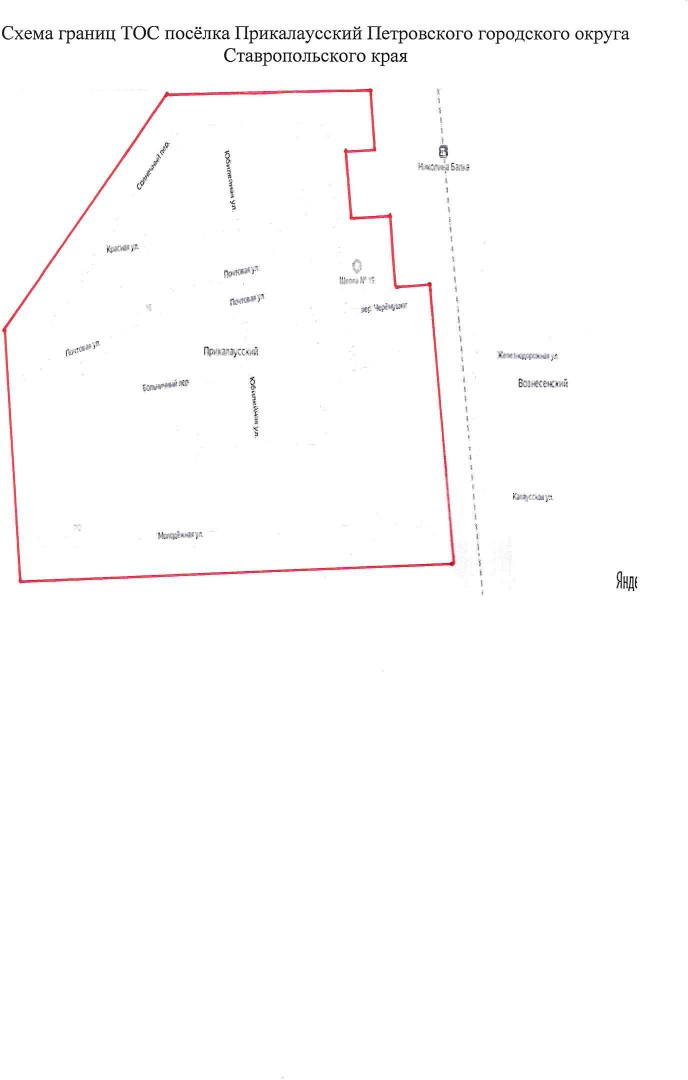 Схема границ ТОС посёлка Прикалаусский Петровского городского округа
Ставропольского края
Солнечный пер.
Юбилейная ул.
Николина Балка
Красная ул.
Почтовая ул.
Школа № 15
Почтовая ул.
пер. Черёмушки
Почтовая ул.
Прикалаусский
Железнодорожная ул.
Больничный пер.
Вознесенский
Юбилейная ул.
Калаусская ул.
Молодёжная ул.
Янде